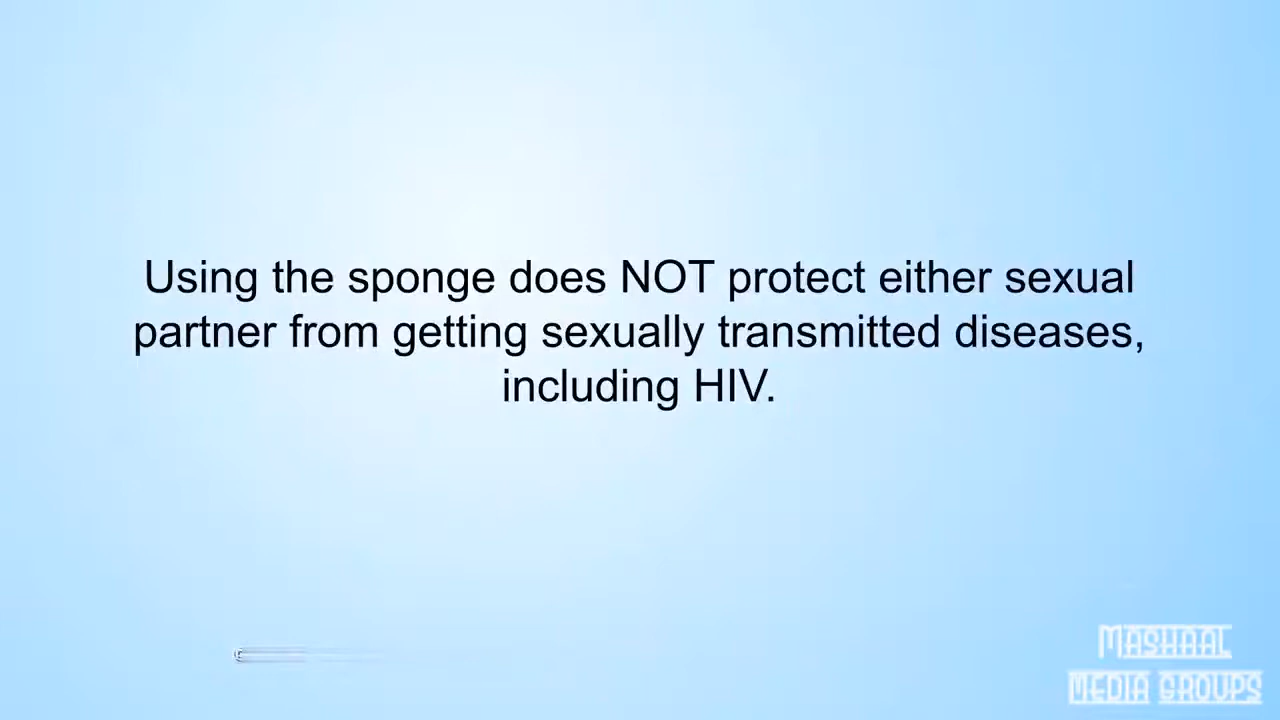 Using the sponge does NOT protect either sexual
partner from getting sexually transmitted diseases,
including HIV.
MASHAAL
MEDIA GROUPS